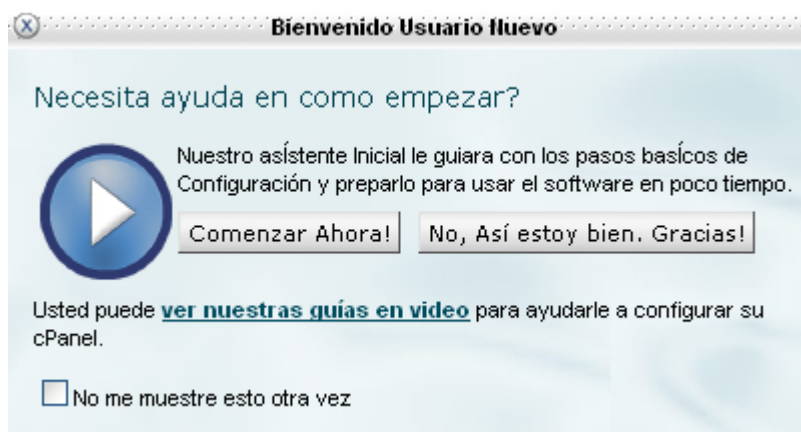 Bienvenido Usuario Nuevo
Necesita ayuda en como empezar?
Nuestro asÍstente Inicial le guiara con los pasos basÍcos de
Configuración y preparlo para usar el software en poco tiempo.
Comenzar Ahora!
No, Así estoy bien. Gracias!
Usted puede ver nuestras guías en video para ayudarle a configurar su
cPanel.
No me muestre esto otra vez